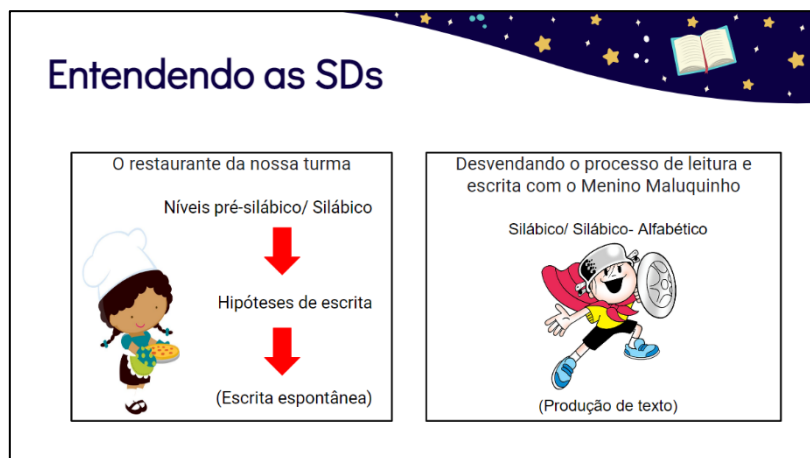 Entendendo as SDs
O restaurante da nossa turma
Níveis pré-silábico/ Silábico
Hipóteses de escrita
(Escrita espontânea)
Desvendando o processo de leitura e
escrita com o Menino Maluquinho
Silábico/ Silábico- Alfabético
(Produção de texto)